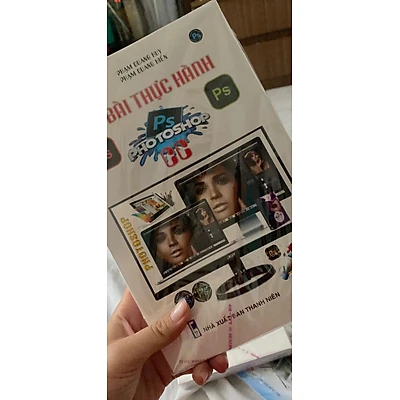 PHẠM QUANG HUY
PHẠM QUANG HIỂN
BÀI THỰC HÀNH
Ps
Ps
Ps
PHOTOSHOP
CC
PHOTOSHOP
NHÀ XUẤT BẢN THANH NIÊN